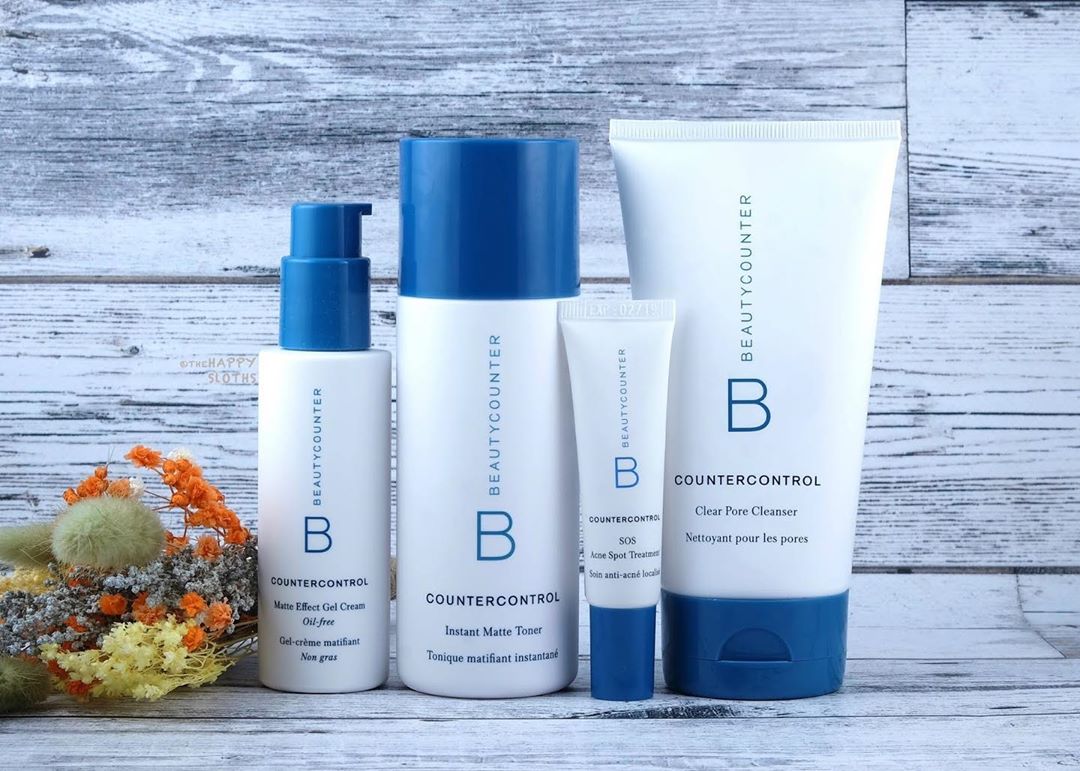 ©THE HAPPY
SLOTHS
BEAUTYCOUNTER
B
COUNTERCONTROL
Matte Effect Gel Cream
Oil-free
Gel-crème matifiant
Non gras
BEAUTYCOUNTER
B
COUNTERCONTROL
Instant Matte Toner
Tonique matifiant instantané
EXP: 02/19
BEAUTYCOUNTER
B
COUNTERCONTROL
SOS
Acne Spot Treatment
Soin anti-acné localisé
BEAUTYCOUNTER
B
COUNTERCONTROL
Clear Pore Cleanser
Nettoyant pour les pores